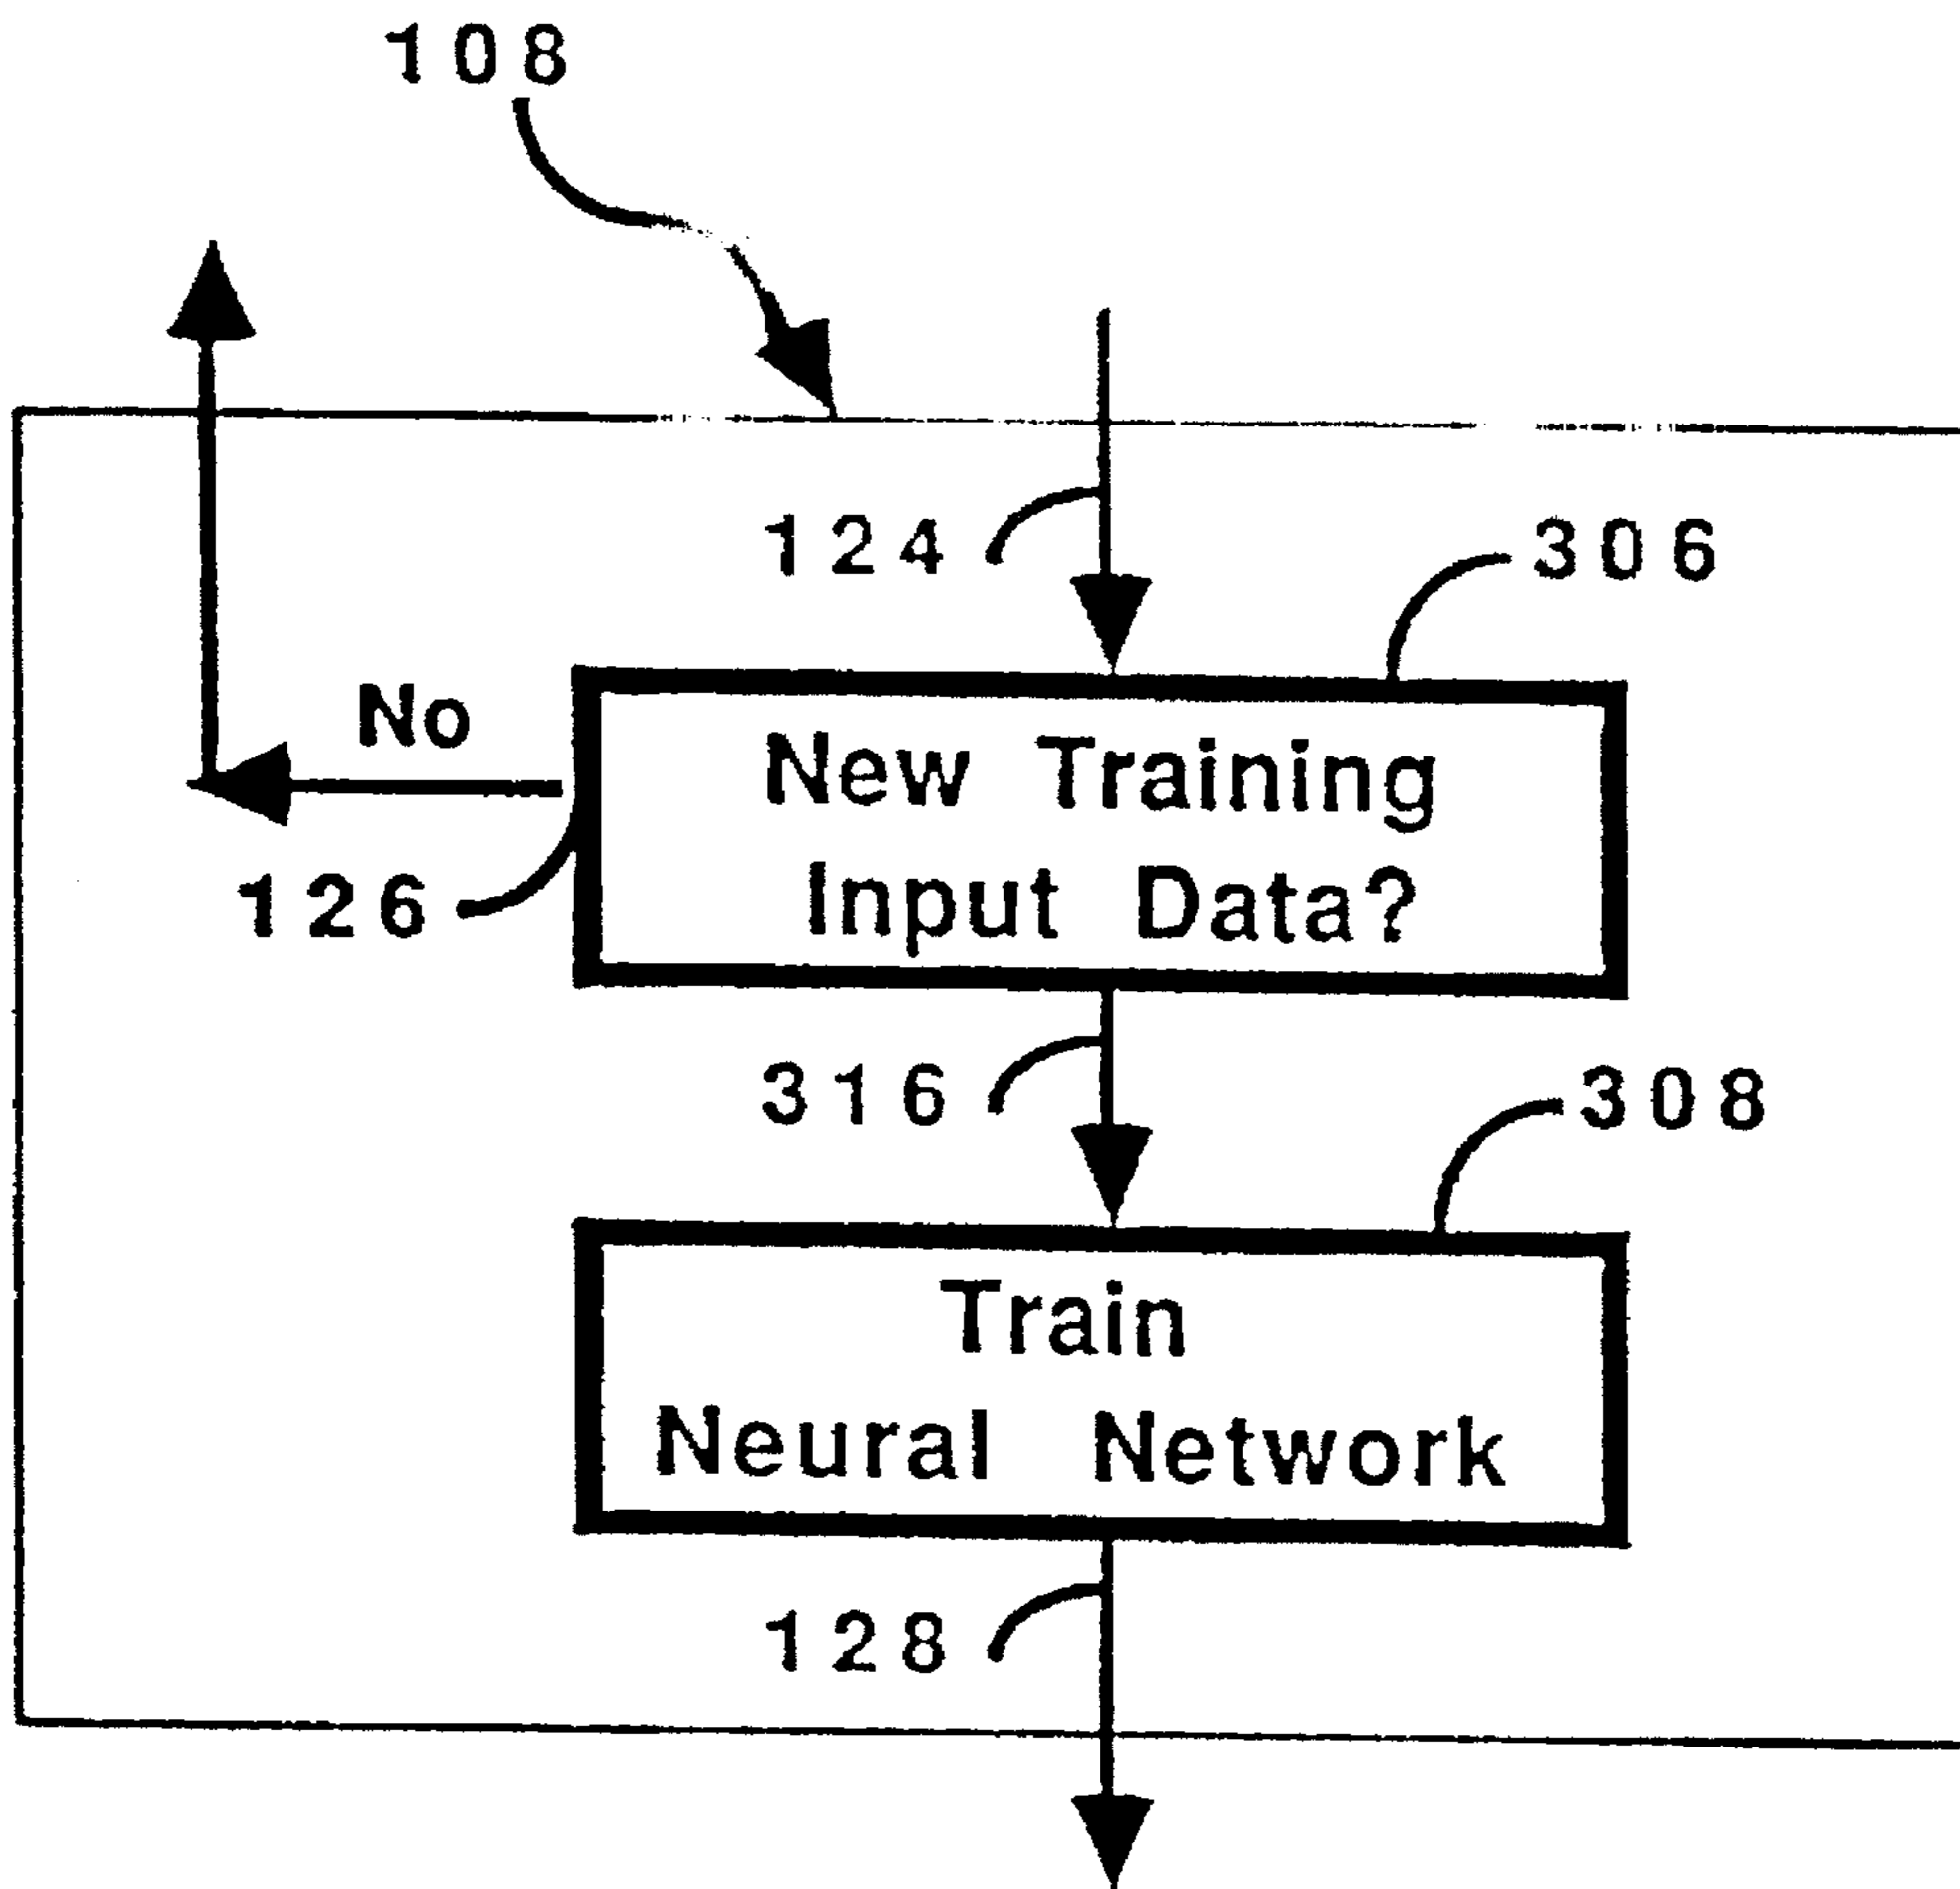 108
124
306
No
New Training
Input Data?
126
316
308
Train
Neural Network
128